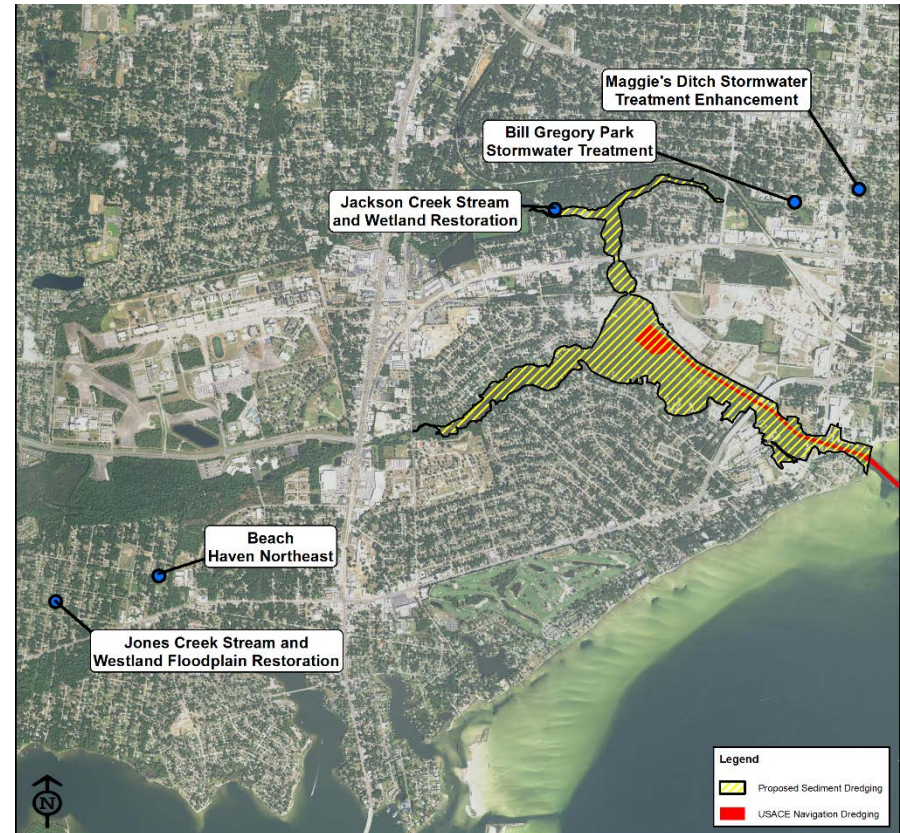 Maggie's Ditch Stormwater
Treatment Enhancement
Bill Gregory Park
Stormwater Treatment
Jackson Creek Stream
and Wetland Restoration
Beach
Haven Northeast
Jones Creek Stream and
Westland Floodplain Restoration
N
Legend
Proposed Sediment Dredging
USACE Navigation Dredging